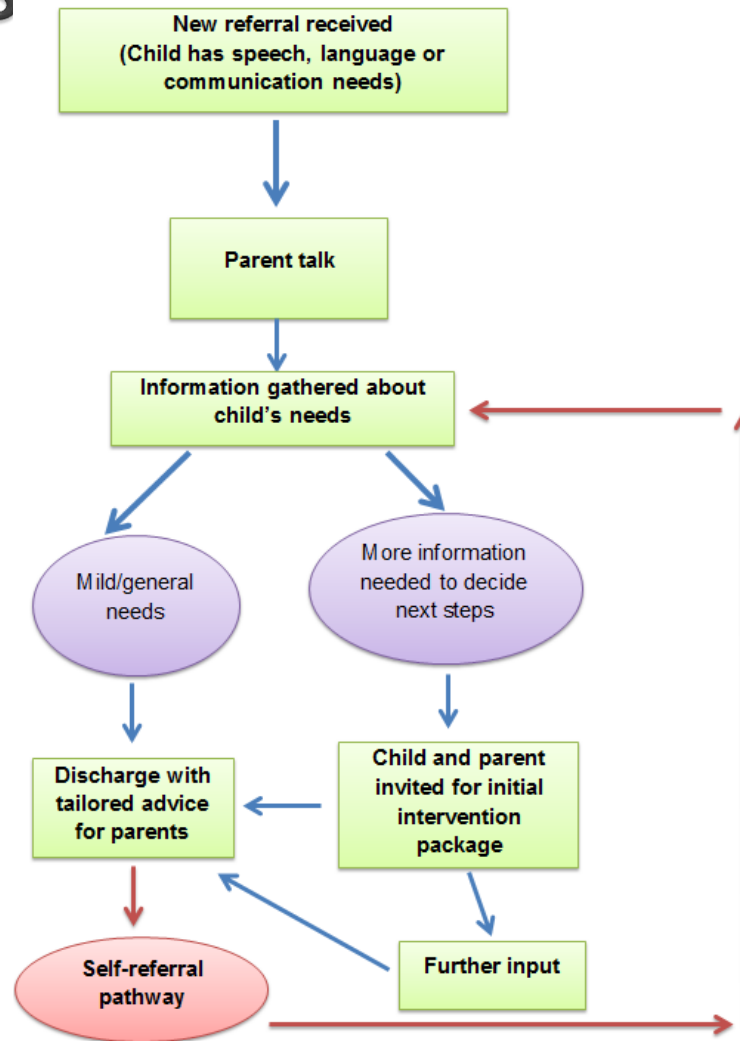 New referral received
(Child has speech, language or
communication needs)
Parent talk
Information gathered about
child's needs
Mild/general
needs
More information
needed to decide
next steps
Discharge with
tailored advice
for parents
Child and parent
invited for initial
intervention
package
Self-referral
pathway
Further input